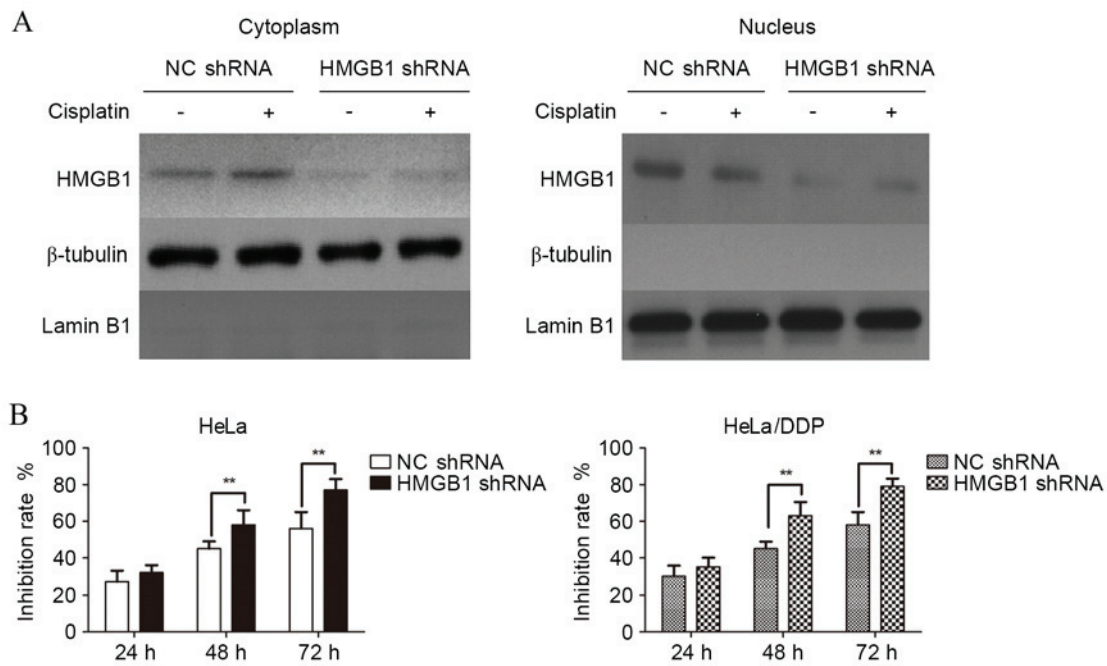 A
Cytoplasm
NC shRNA HMGB1 shRNA
Cisplatin - + - +
HMGB1
β-tubulin
Lamin B1
Nucleus
NC shRNA HMGB1 shRNA
Cisplatin - + - +
HMGB1
β-tubulin
Lamin B1
B
HeLa
Inhibition rate %
100
80
60
40
20
0
** **
24 h 48 h 72 h
NC shRNA
HMGB1 shRNA
HeLa/DDP
Inhibition rate %
100
80
60
40
20
0
** **
24 h 48 h 72 h
NC shRNA
HMGB1 shRNA